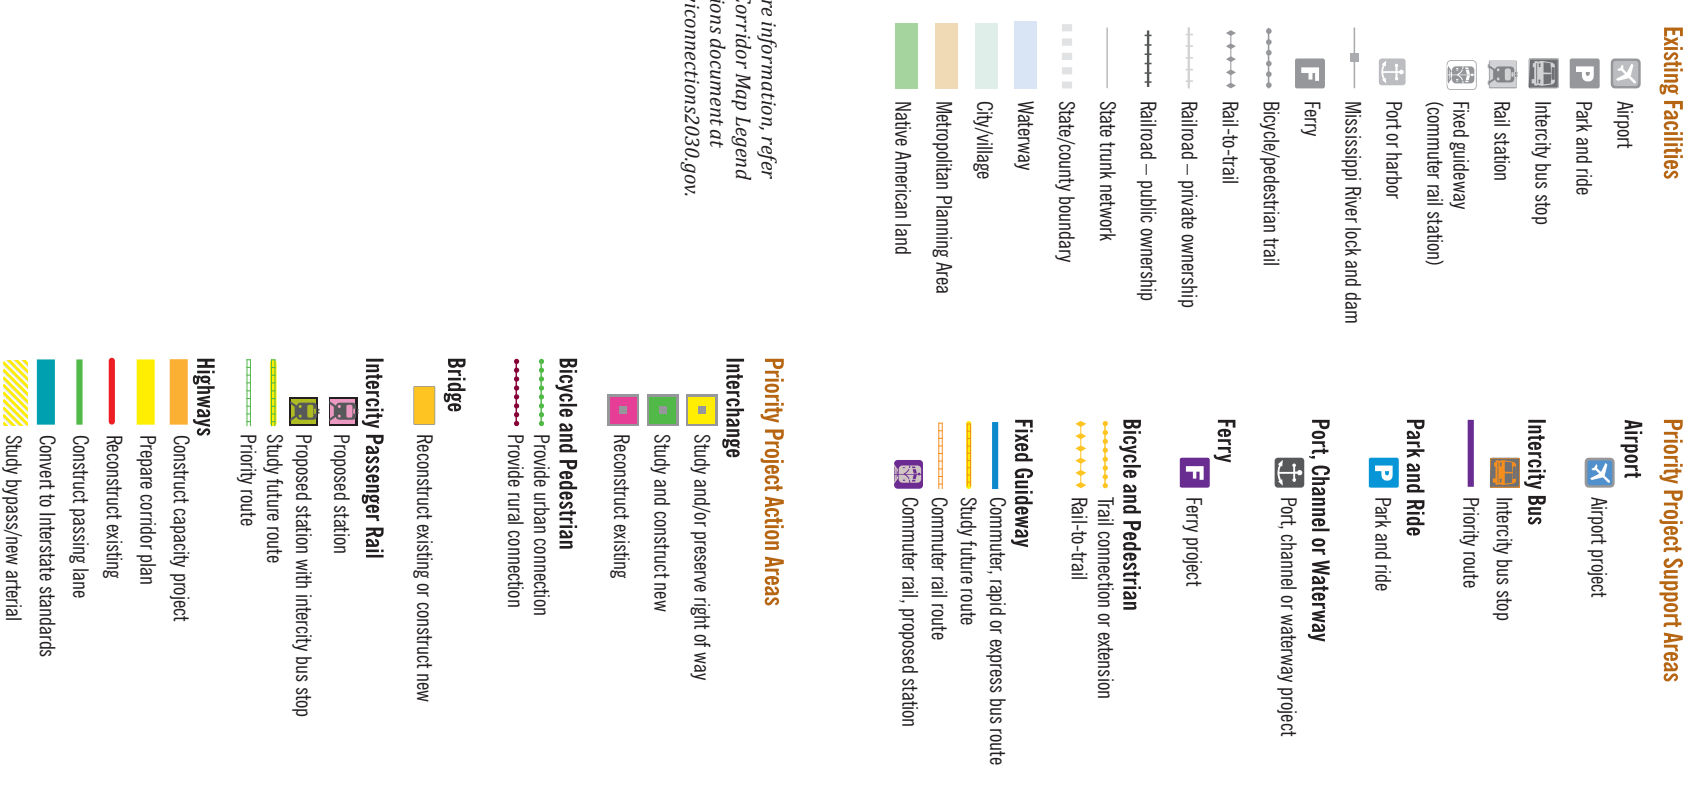 Existing Facilities
Airport
Park and ride
Intercity bus stop
Rail station
Fixed guideway
(commuter rail station)
Port or harbor
Mississippi River lock and dam
Ferry
Bicycle/pedestrian trail
Rail-to-trail
Railroad – private ownership
Railroad – public ownership
State trunk network
State/county boundary
Waterway
City/village
Metropolitan Planning Area
Native American land
Priority Project Support Areas
Airport
Airport project
Intercity Bus
Intercity bus stop
Priority route
Park and Ride
P
Park and ride
Port, Channel or Waterway
Port, channel or waterway project
Ferry
F
Ferry project
Bicycle and Pedestrian
Trail connection or extension
Rail-to-trail
Fixed Guideway
Commuter, rapid or express bus route
Study future route
Commuter rail route
Commuter rail, proposed station
re information, refer
Corridor Map Legend
ions document at
iconnections2030.gov.
Priority Project Action Areas
Interchange
Study and/or preserve right of way
Study and construct new
Reconstruct existing
Bicycle and Pedestrian
Provide urban connection
Provide rural connection
Bridge
Reconstruct existing or construct new
Intercity Passenger Rail
Proposed station
Proposed station with intercity bus stop
Study future route
Priority route
Highways
Construct capacity project
Prepare corridor plan
Reconstruct existing
Construct passing lane
Convert to Interstate standards
Study bypass/new arterial
P
F